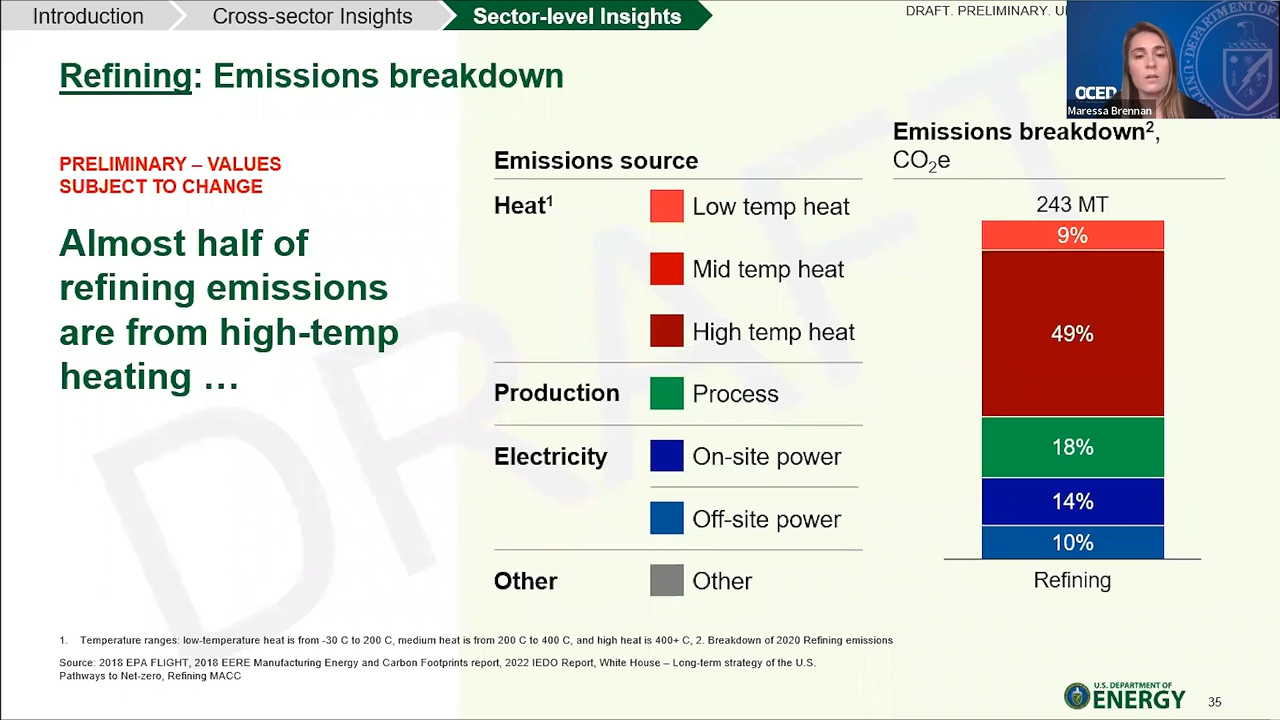 Introduction
Cross-sector Insights
Sector-level Insights
DRAFT. PRELIMINARY.
OCED
Maressa Brennan
Refining: Emissions breakdown
PRELIMINARY – VALUES
SUBJECT TO CHANGE
Almost half of
refining emissions
are from high-temp
heating …
Emissions source
Heat¹
Low temp heat
Mid temp heat
High temp heat
Production
Process
Electricity
On-site power
Off-site power
Other
Other
Emissions breakdown²,
CO₂e
243 MT
9%
49%
18%
14%
10%
Refining
DRAFT
1. Temperature ranges: low-temperature heat is from -30 C to 200 C, medium heat is from 200 C to 400 C, and high heat is 400+ C, 2. Breakdown of 2020 Refining emissions
Source: 2018 EPA FLIGHT, 2018 EERE Manufacturing Energy and Carbon Footprints report, 2022 IEDO Report, White House – Long-term strategy of the U.S.
Pathways to Net-zero, Refining MACC
U.S. DEPARTMENT OF
ENERGY
35